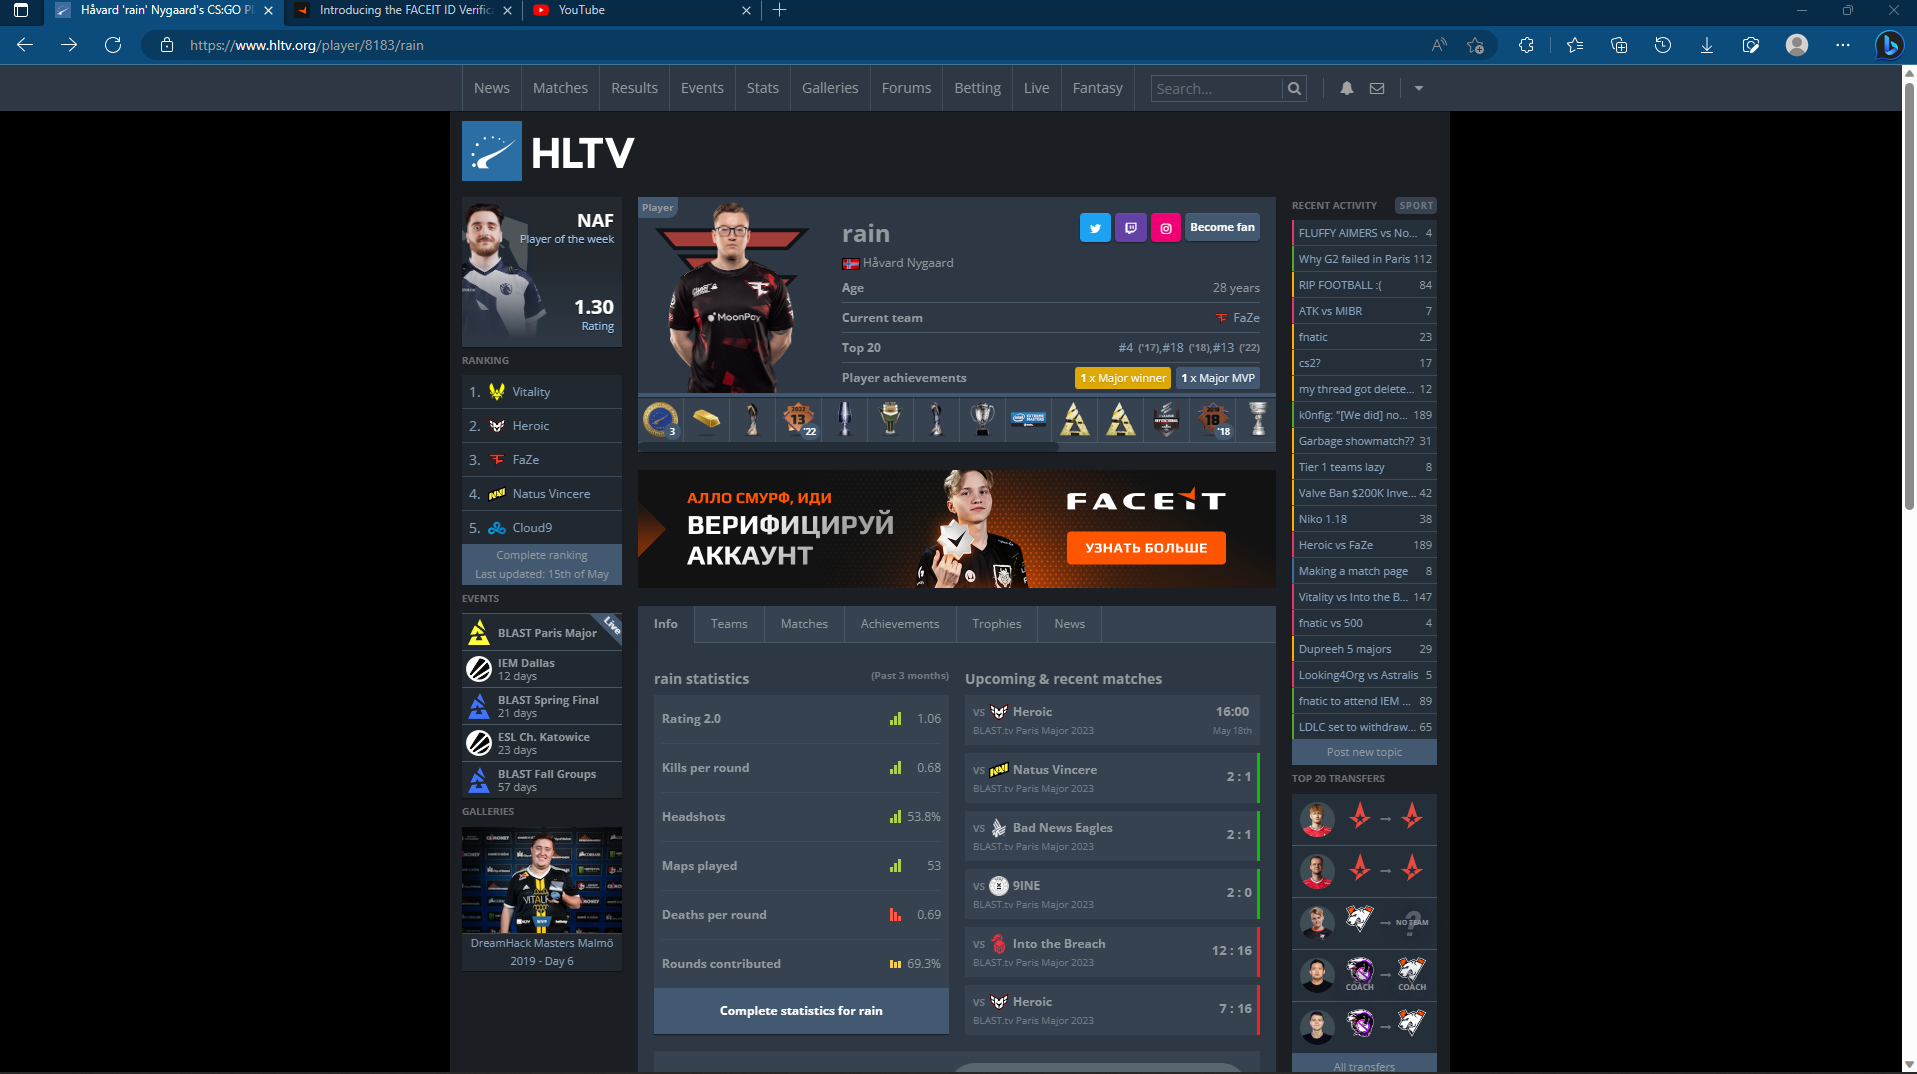 Håvard 'rain' Nygaard's CS:GO Pl
Introducing the FACEIT ID Verifica
YouTube
https://www.hltv.org/player/8183/rain
News
Matches
Results
Events
Stats
Galleries
Forums
Betting
Live
Fantasy
Search...
HLTV
NAF
Player of the week
1.30
Rating
RANKING
1. Vitality
2. Heroic
3. FaZe
4. Natus Vincere
5. Cloud9
Complete ranking
Last updated: 15th of May
EVENTS
BLAST Paris Major
Live
IEM Dallas
12 days
BLAST Spring Final
21 days
ESL Ch. Katowice
23 days
BLAST Fall Groups
57 days
GALLERIES
DreamHack Masters Malmö
2019 - Day 6
Player
MoonPay
rain
Become fan
Håvard Nygaard
Age 28 years
Current team FaZe
Top 20 #4 ('17),#18 ('18),#13 ('22)
Player achievements 1 x Major winner 1 x Major MVP
3
2022
13
'22
2018
18
'18
АЛЛО СМУРФ, ИДИ
ВЕРИФИЦИРУЙ
АККАУНТ
FACEIT
УЗНАТЬ БОЛЬШЕ
Info
Teams
Matches
Achievements
Trophies
News
rain statistics (Past 3 months)
Rating 2.0 1.06
Kills per round 0.68
Headshots 53.8%
Maps played 53
Deaths per round 0.69
Rounds contributed 69.3%
Complete statistics for rain
Upcoming & recent matches
vs Heroic 16:00
BLAST.tv Paris Major 2023 May 18th
vs Natus Vincere 2 : 1
BLAST.tv Paris Major 2023
vs Bad News Eagles 2 : 1
BLAST.tv Paris Major 2023
vs 9INE 2 : 0
BLAST.tv Paris Major 2023
vs Into the Breach 12 : 16
BLAST.tv Paris Major 2023
vs Heroic 7 : 16
BLAST.tv Paris Major 2023
RECENT ACTIVITY SPORT
FLUFFY AIMERS vs No... 4
Why G2 failed in Paris 112
RIP FOOTBALL :( 84
ATK vs MIBR 7
fnatic 23
cs2?? 17
my thread got delete... 12
k0nfig: "[We did] no... 189
Garbage showmatch?? 31
Tier 1 teams lazy 8
Valve Ban $200K Inve... 42
Niko 1.18 38
Heroic vs FaZe 189
Making a match page 8
Vitality vs Into the B... 147
fnatic vs 500 4
Dupreeh 5 majors 29
Looking4Org vs Astralis 5
fnatic to attend IEM ... 89
LDLC set to withdraw... 65
Post new topic
TOP 20 TRANSFERS
NO TEAM
COACH
COACH
All transfers